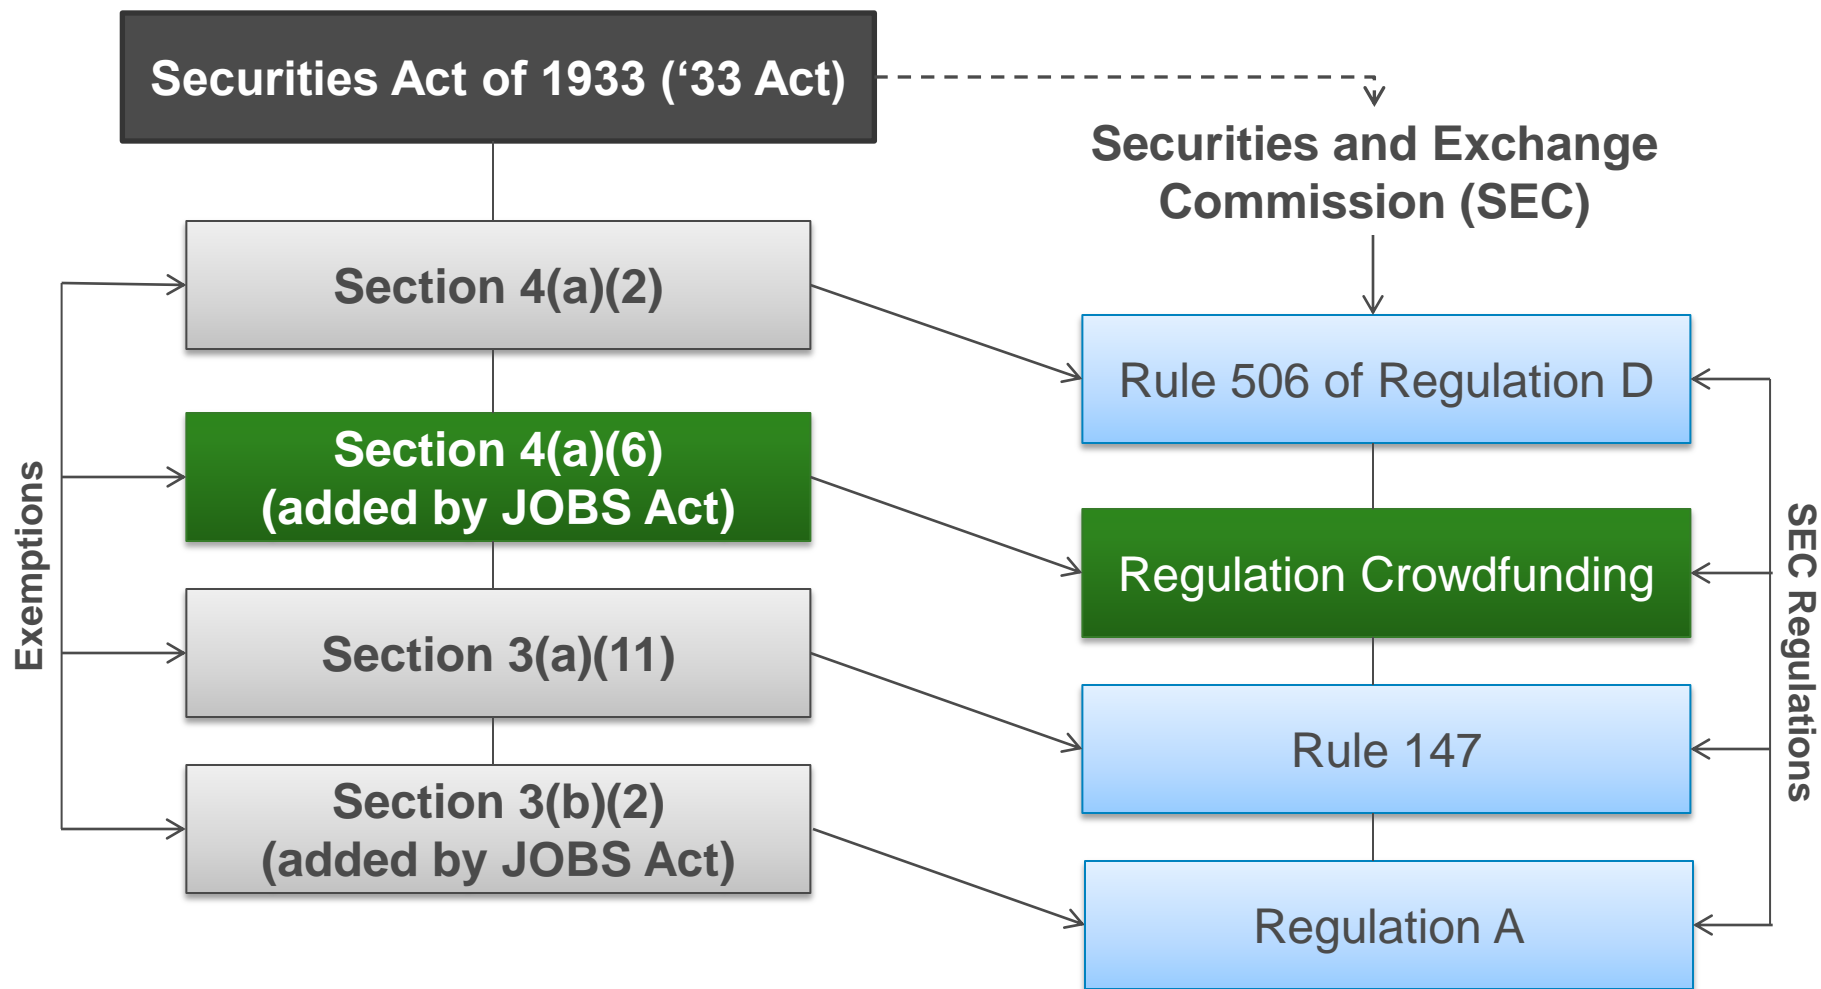 Securities Act of 1933 (‘33 Act)
Securities and Exchange
Commission (SEC)
Exemptions
Section 4(a)(2)
Section 4(a)(6)
(added by JOBS Act)
Section 3(a)(11)
Section 3(b)(2)
(added by JOBS Act)
Rule 506 of Regulation D
Regulation Crowdfunding
Rule 147
Regulation A
SEC Regulations